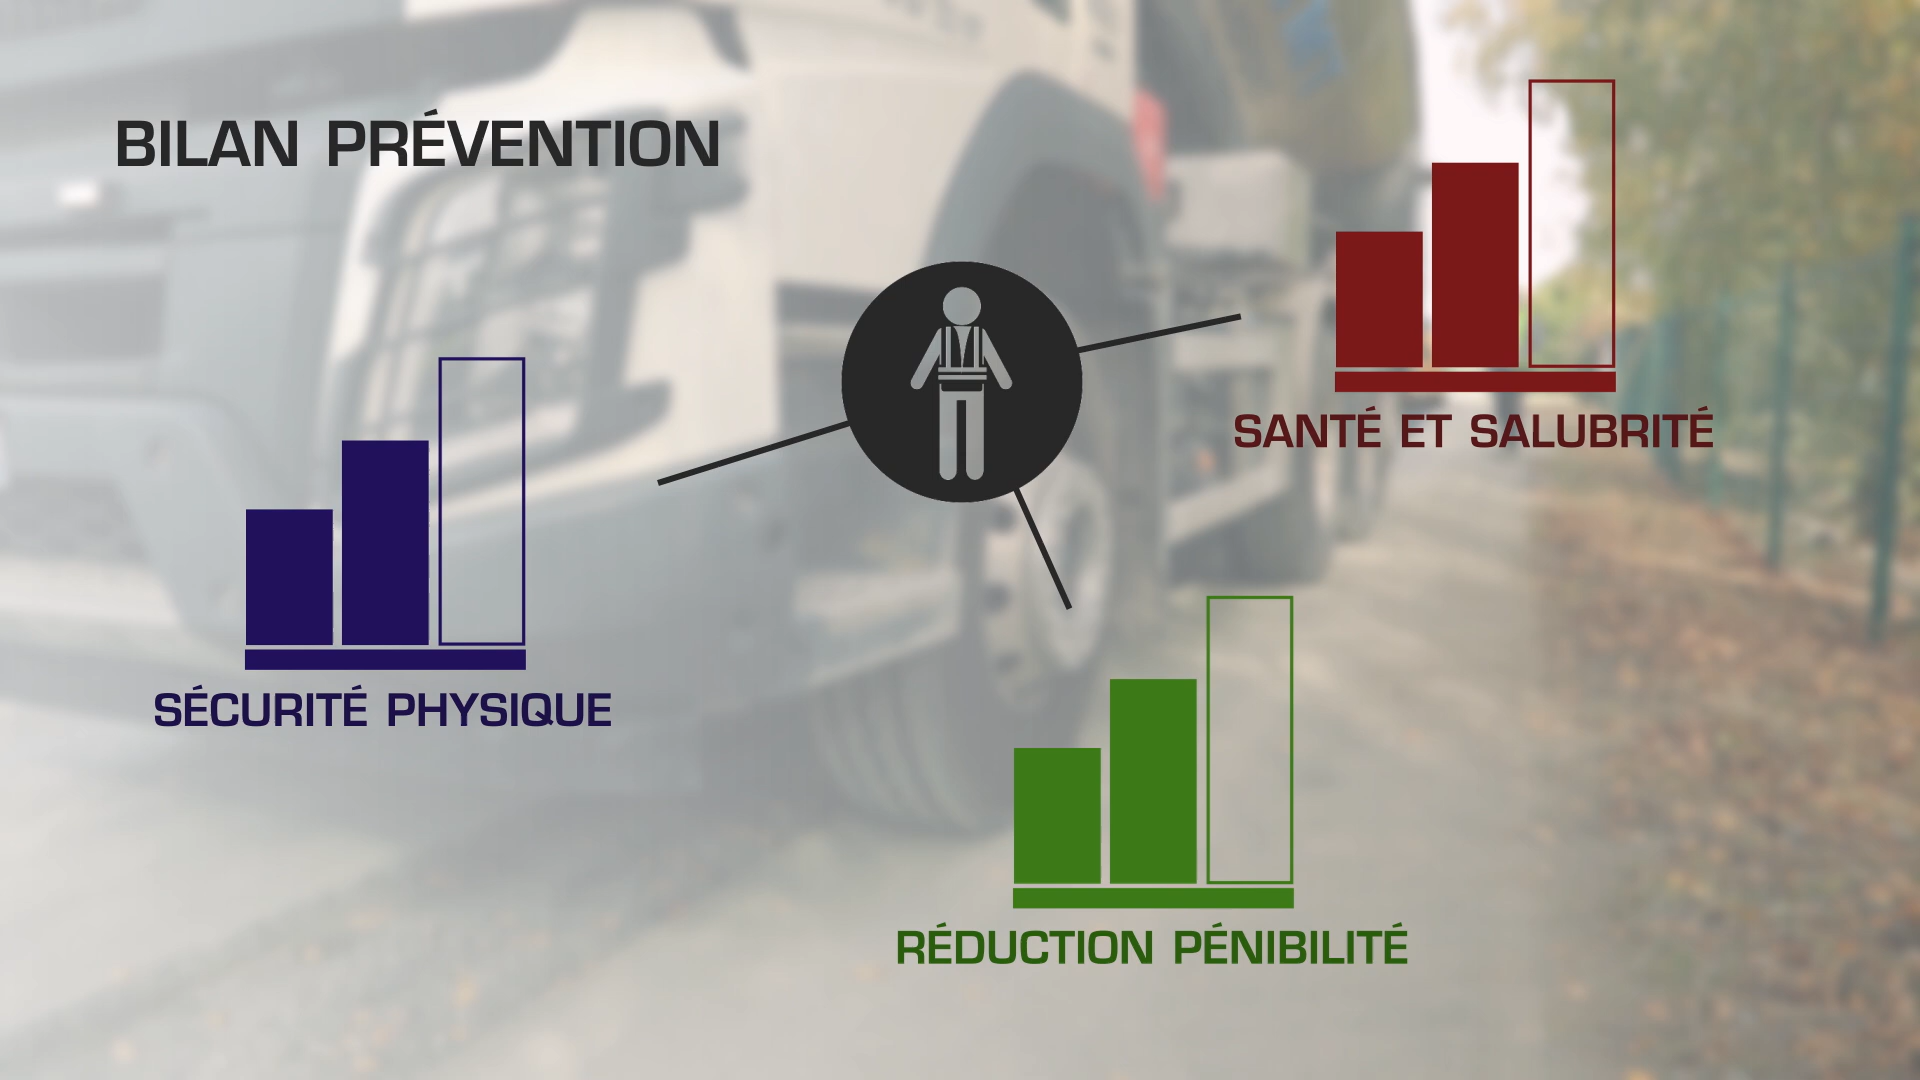 BILAN PRÉVENTION
SANTÉ ET SALUBRITÉ
SÉCURITÉ PHYSIQUE
RÉDUCTION PÉNIBILITÉ